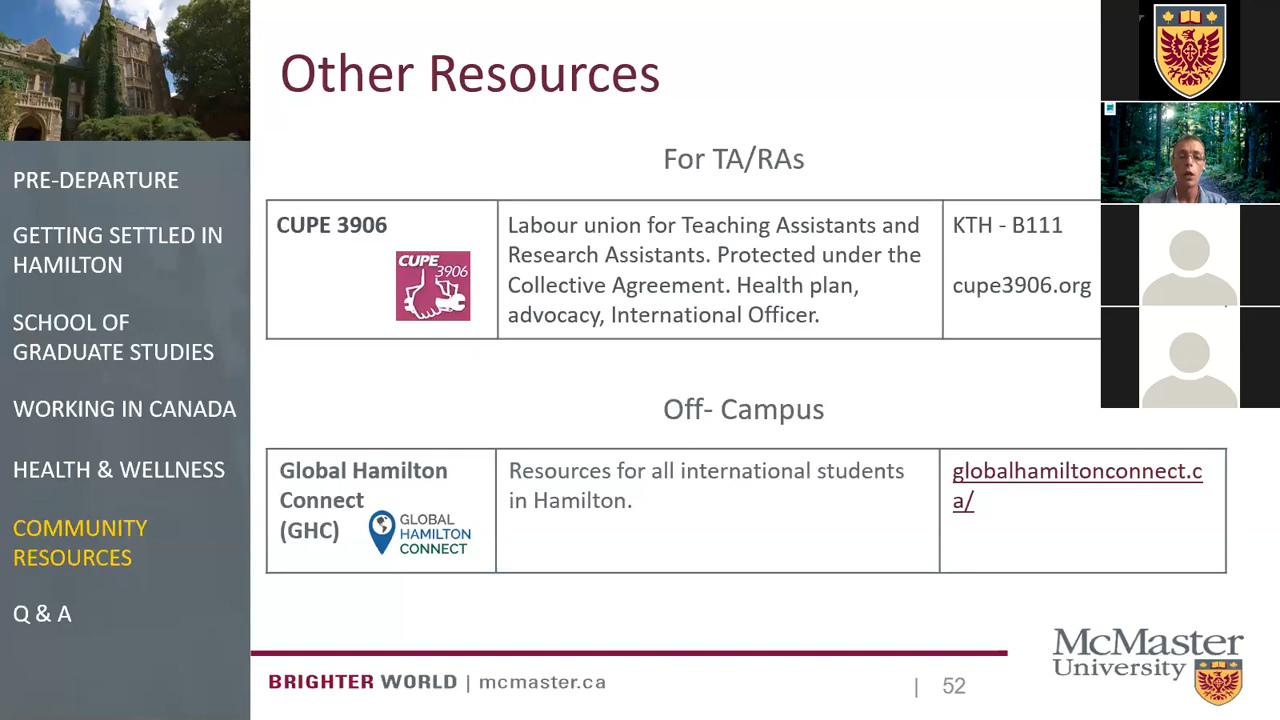 Other Resources
PRE-DEPARTURE
GETTING SETTLED IN
HAMILTON
SCHOOL OF
GRADUATE STUDIES
WORKING IN CANADA
HEALTH & WELLNESS
COMMUNITY
RESOURCES
Q & A
For TA/RAs
CUPE 3906
CUPE
3906
Labour union for Teaching Assistants and
Research Assistants. Protected under the
Collective Agreement. Health plan,
advocacy, International Officer.
KTH - B111
cupe3906.org
Off- Campus
Global Hamilton
Connect
(GHC)
GLOBAL
HAMILTON
CONNECT
Resources for all international students
in Hamilton.
globalhamiltonconnect.c
a/
BRIGHTER WORLD | mcmaster.ca
| 52
McMaster
University